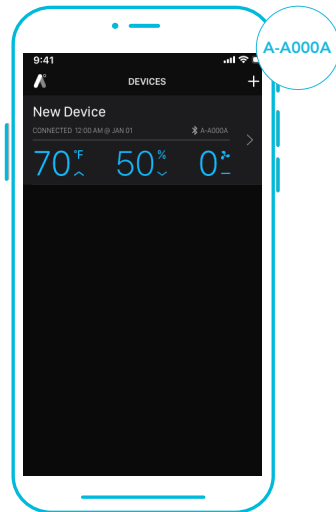 A-A000A
9:41
DEVICES
New Device
CONNECTED 12:00 AM @ JAN 01 A-A000A
70°F 50% 0